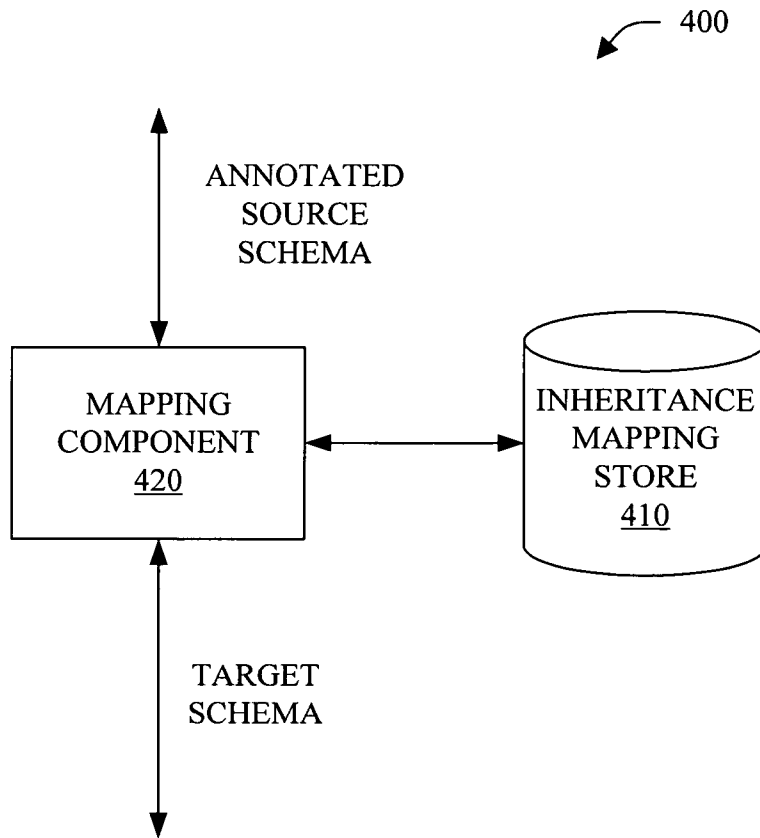 400
ANNOTATED
SOURCE
SCHEMA
MAPPING
COMPONENT
420
INHERITANCE
MAPPING
STORE
410
TARGET
SCHEMA